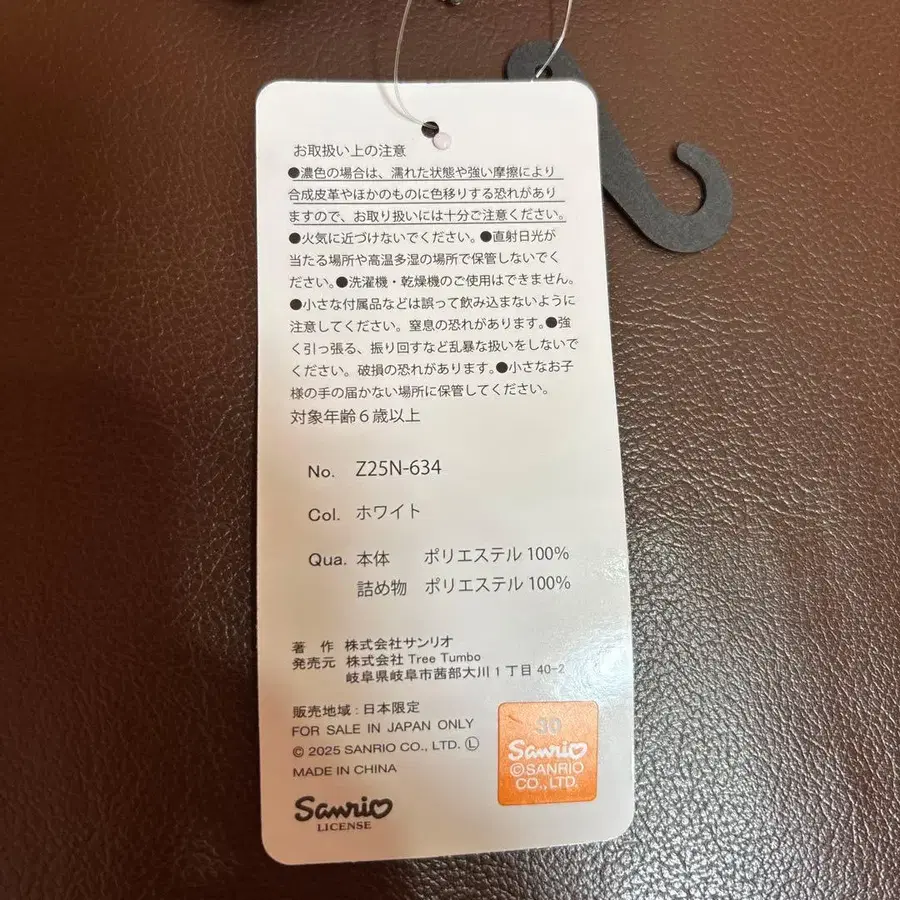 お取扱い上の注意
●濃色の場合は、濡れた状態や強い摩擦により
合成皮革やほかのものに色移りする恐れがあり
ますので、お取り扱いには十分ご注意ください。
●火気に近づけないでください。●直射日光が
当たる場所や高温多湿の場所で保管しないでく
ださい。●洗濯機・乾燥機のご使用はできません。
●小さな付属品などは誤って飲み込まないように
注意してください。窒息の恐れがあります。●強
く引っ張る、振り回すなど乱暴な扱いをしないで
ください。破損の恐れがあります。●小さなお子
様の手の届かない場所に保管してください。
対象年齢6歳以上
No. Z25N-634
Col. ホワイト
Qua. 本体 ポリエステル 100%
詰め物 ポリエステル 100%
著 作 株式会社サンリオ
発売元 株式会社 Tree Tumbo
岐阜県岐阜市茜部大川1丁目 40-2
販売地域：日本限定
FOR SALE IN JAPAN ONLY
© 2025 SANRIO CO., LTD. Ⓛ
MADE IN CHINA
Sanrio
LICENSE
30
Sanrio
©SANRIO
CO.,LTD.